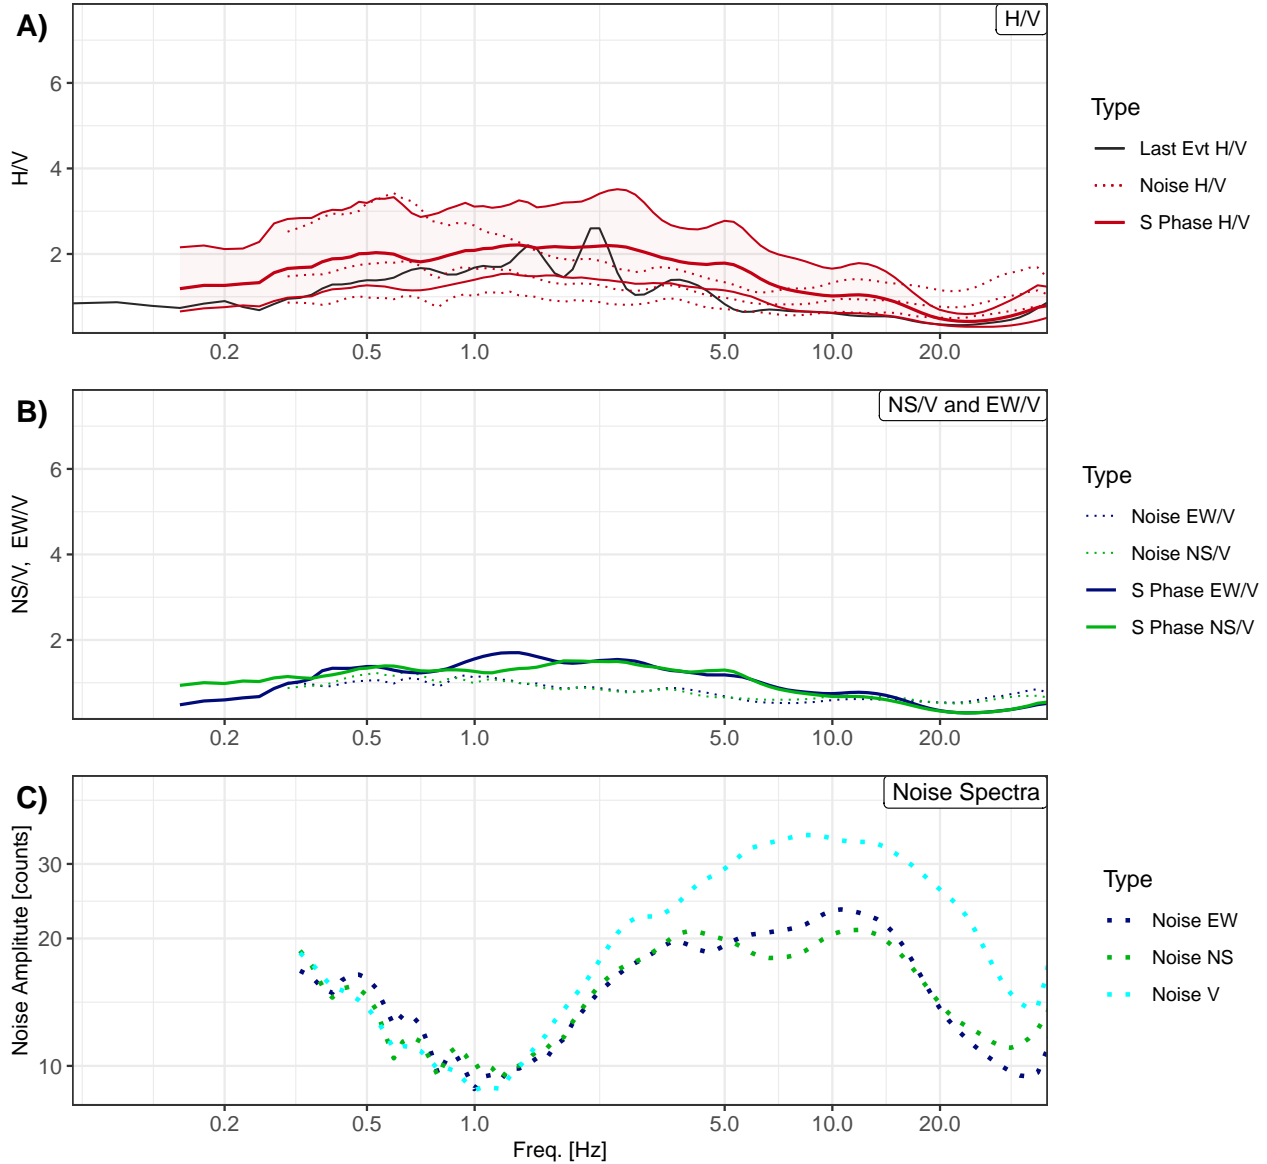 A)
H/V
6
4
2
H/V
0.2 0.5 1.0 5.0 10.0 20.0
Type
Last Evt H/V
Noise H/V
S Phase H/V
B)
NS/V and EW/V
6
4
2
NS/V, EW/V
0.2 0.5 1.0 5.0 10.0 20.0
Type
Noise EW/V
Noise NS/V
S Phase EW/V
S Phase NS/V
C)
Noise Spectra
30
20
10
Noise Amplitude [counts]
0.2 0.5 1.0 5.0 10.0 20.0
Freq. [Hz]
Type
Noise EW
Noise NS
Noise V